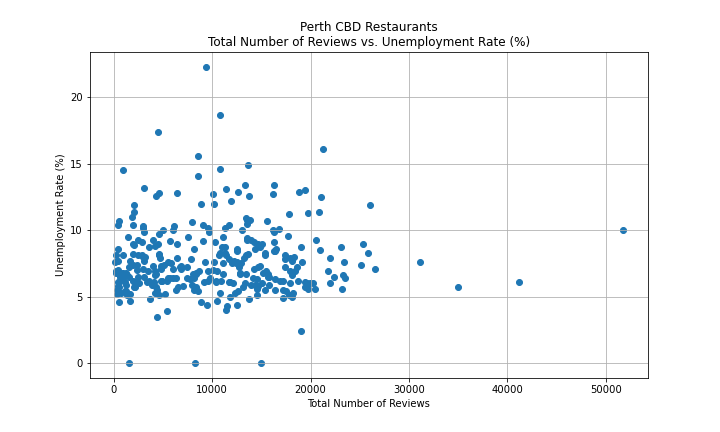 Perth CBD Restaurants
Total Number of Reviews vs. Unemployment Rate (%)
Unemployment Rate (%)
20
15
10
5
0
0 10000 20000 30000 40000 50000
Total Number of Reviews